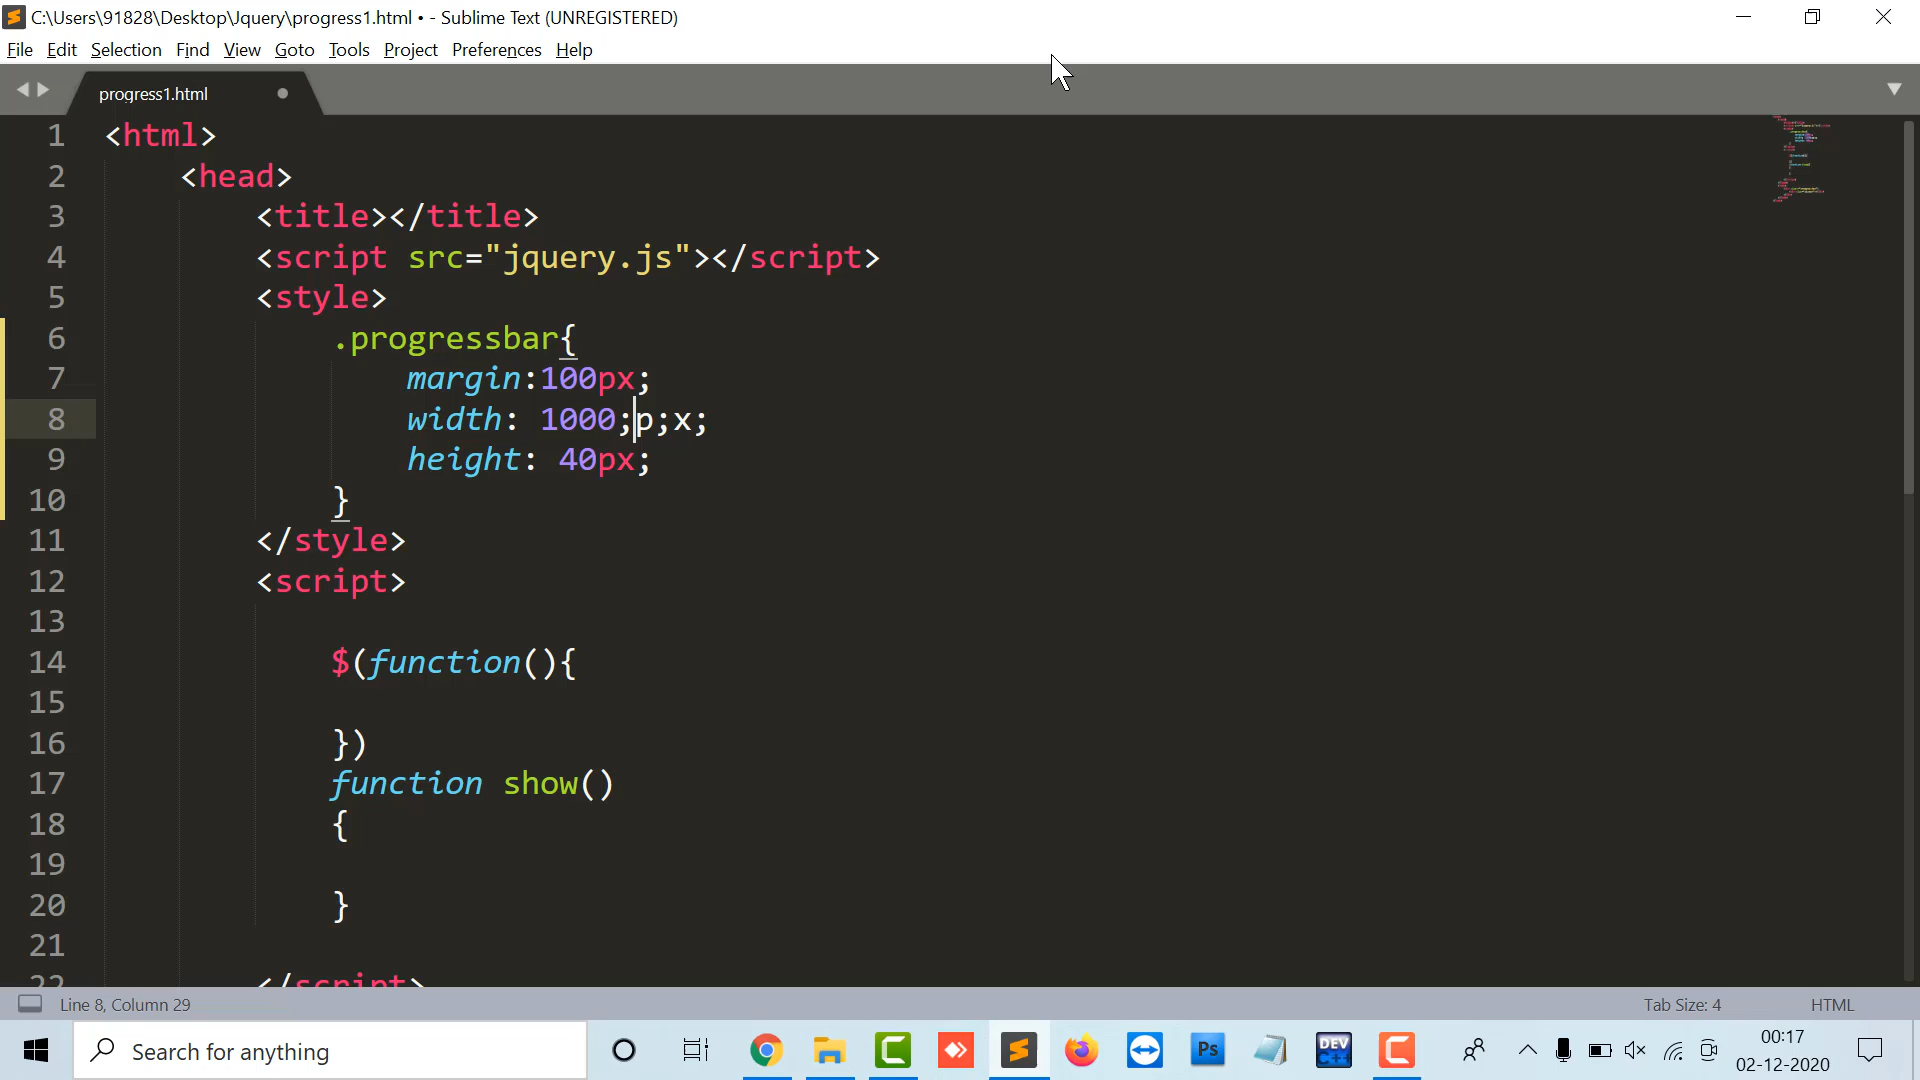 C:\Users\91828\Desktop\Jquery\progress1.html • - Sublime Text (UNREGISTERED)
File Edit Selection Find View Goto Tools Project Preferences Help
progress1.html
1 <html>
2 <head>
3 <title></title>
4 <script src="jquery.js"></script>
5 <style>
6 .progressbar{
7 margin:100px;
8 width: 1000;p;x;
9 height: 40px;
10 }
11 </style>
12 <script>
13
14 $(function(){
15
16 })
17 function show()
18 {
19
20 }
21
22 </script>
Line 8, Column 29
Tab Size: 4
HTML
Search for anything
Ps
DEV
C++
00:17
02-12-2020